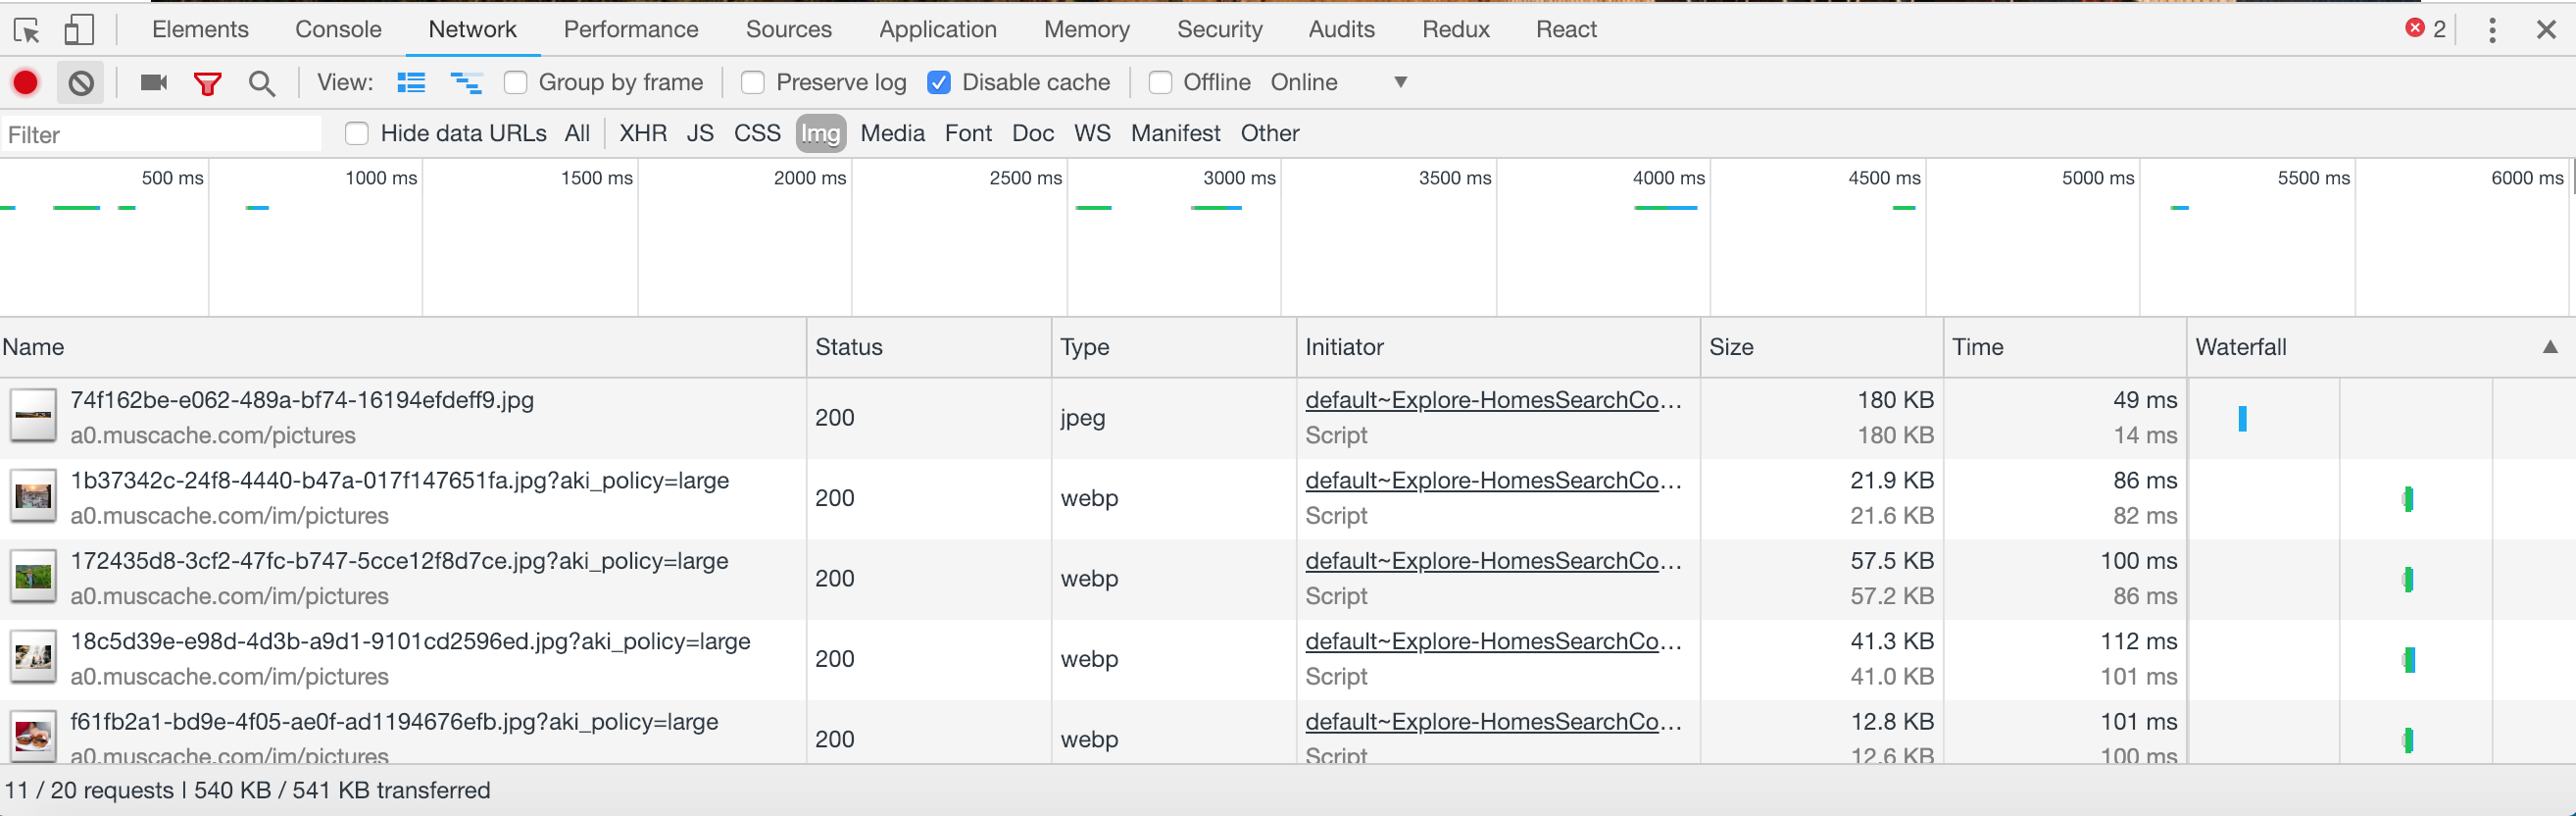 Elements Console Network Performance Sources Application Memory Security Audits Redux React 2
View: Group by frame Preserve log Disable cache Offline Online
Filter Hide data URLs All XHR JS CSS Img Media Font Doc WS Manifest Other
500 ms 1000 ms 1500 ms 2000 ms 2500 ms 3000 ms 3500 ms 4000 ms 4500 ms 5000 ms 5500 ms 6000 ms
Name Status Type Initiator Size Time Waterfall
74f162be-e062-489a-bf74-16194efdeff9.jpg 200 jpeg default~Explore-HomesSearchCo… 180 KB 49 ms
a0.muscache.com/pictures Script 180 KB 14 ms
1b37342c-24f8-4440-b47a-017f147651fa.jpg?aki_policy=large 200 webp default~Explore-HomesSearchCo… 21.9 KB 86 ms
a0.muscache.com/im/pictures Script 21.6 KB 82 ms
172435d8-3cf2-47fc-b747-5cce12f8d7ce.jpg?aki_policy=large 200 webp default~Explore-HomesSearchCo… 57.5 KB 100 ms
a0.muscache.com/im/pictures Script 57.2 KB 86 ms
18c5d39e-e98d-4d3b-a9d1-9101cd2596ed.jpg?aki_policy=large 200 webp default~Explore-HomesSearchCo… 41.3 KB 112 ms
a0.muscache.com/im/pictures Script 41.0 KB 101 ms
f61fb2a1-bd9e-4f05-ae0f-ad1194676efb.jpg?aki_policy=large 200 webp default~Explore-HomesSearchCo… 12.8 KB 101 ms
a0.muscache.com/im/pictures Script 12.6 KB 100 ms
11 / 20 requests | 540 KB / 541 KB transferred